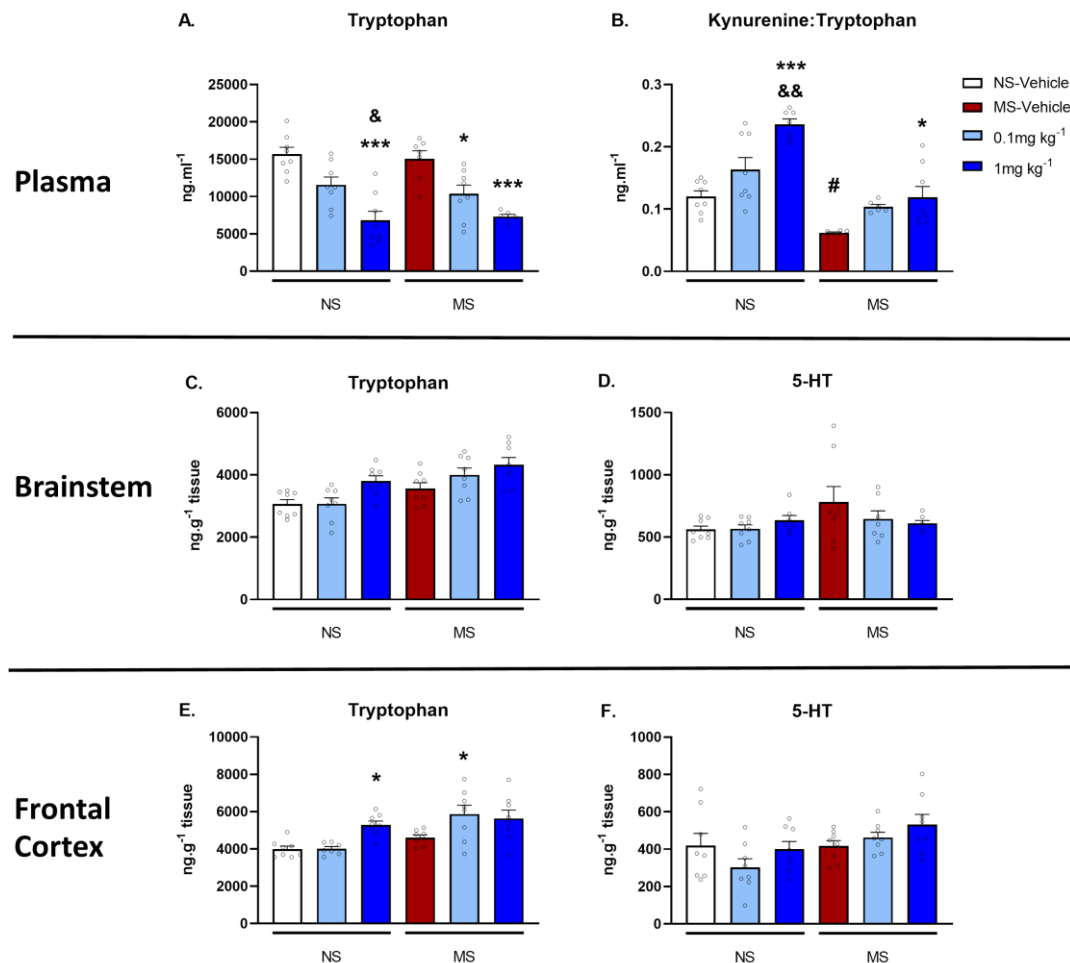 A. Tryptophan
B. Kynurenine:Tryptophan
Plasma
ng.ml⁻¹
25000
20000
15000
10000
5000
0
&
***
*
***
NS MS
ng.ml⁻¹
0.3
0.2
0.1
0.0
***
&&
#
*
NS MS
NS-Vehicle
MS-Vehicle
0.1mg kg⁻¹
1mg kg⁻¹
Brainstem
C. Tryptophan
ng.g⁻¹ tissue
6000
4000
2000
0
NS MS
D. 5-HT
ng.g⁻¹ tissue
1500
1000
500
0
NS MS
Frontal
Cortex
E. Tryptophan
ng.g⁻¹ tissue
10000
8000
6000
4000
2000
0
*
*
NS MS
F. 5-HT
ng.g⁻¹ tissue
1000
800
600
400
200
0
NS MS